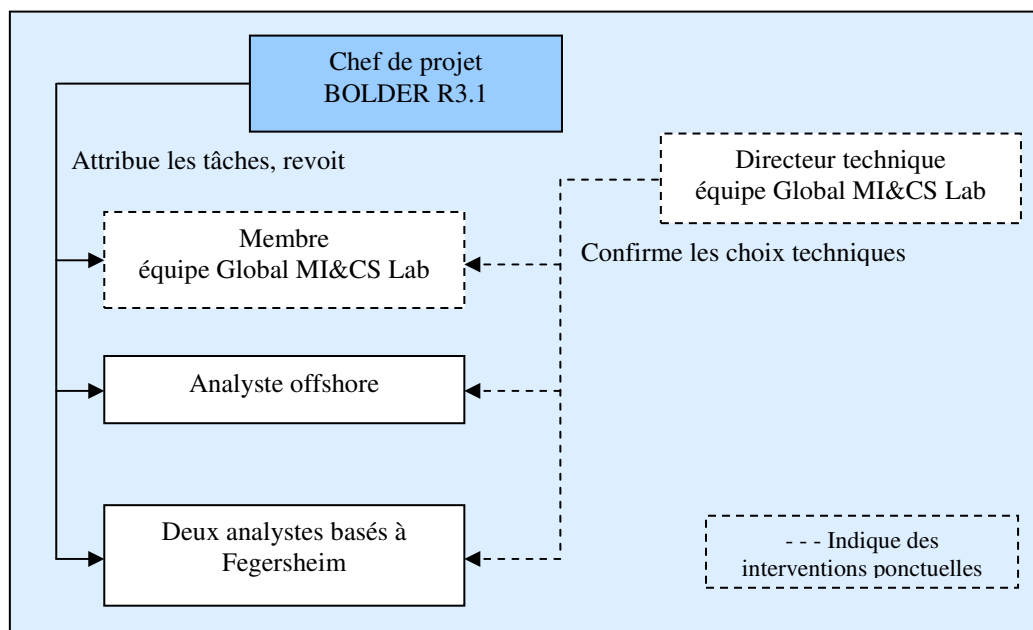 Chef de projet
BOLDER R3.1
Attribue les tâches, revoit
Directeur technique
équipe Global MI&CS Lab
Membre
équipe Global MI&CS Lab
Confirme les choix techniques
Analyste offshore
Deux analystes basés à
Fegersheim
- - - Indique des
interventions ponctuelles